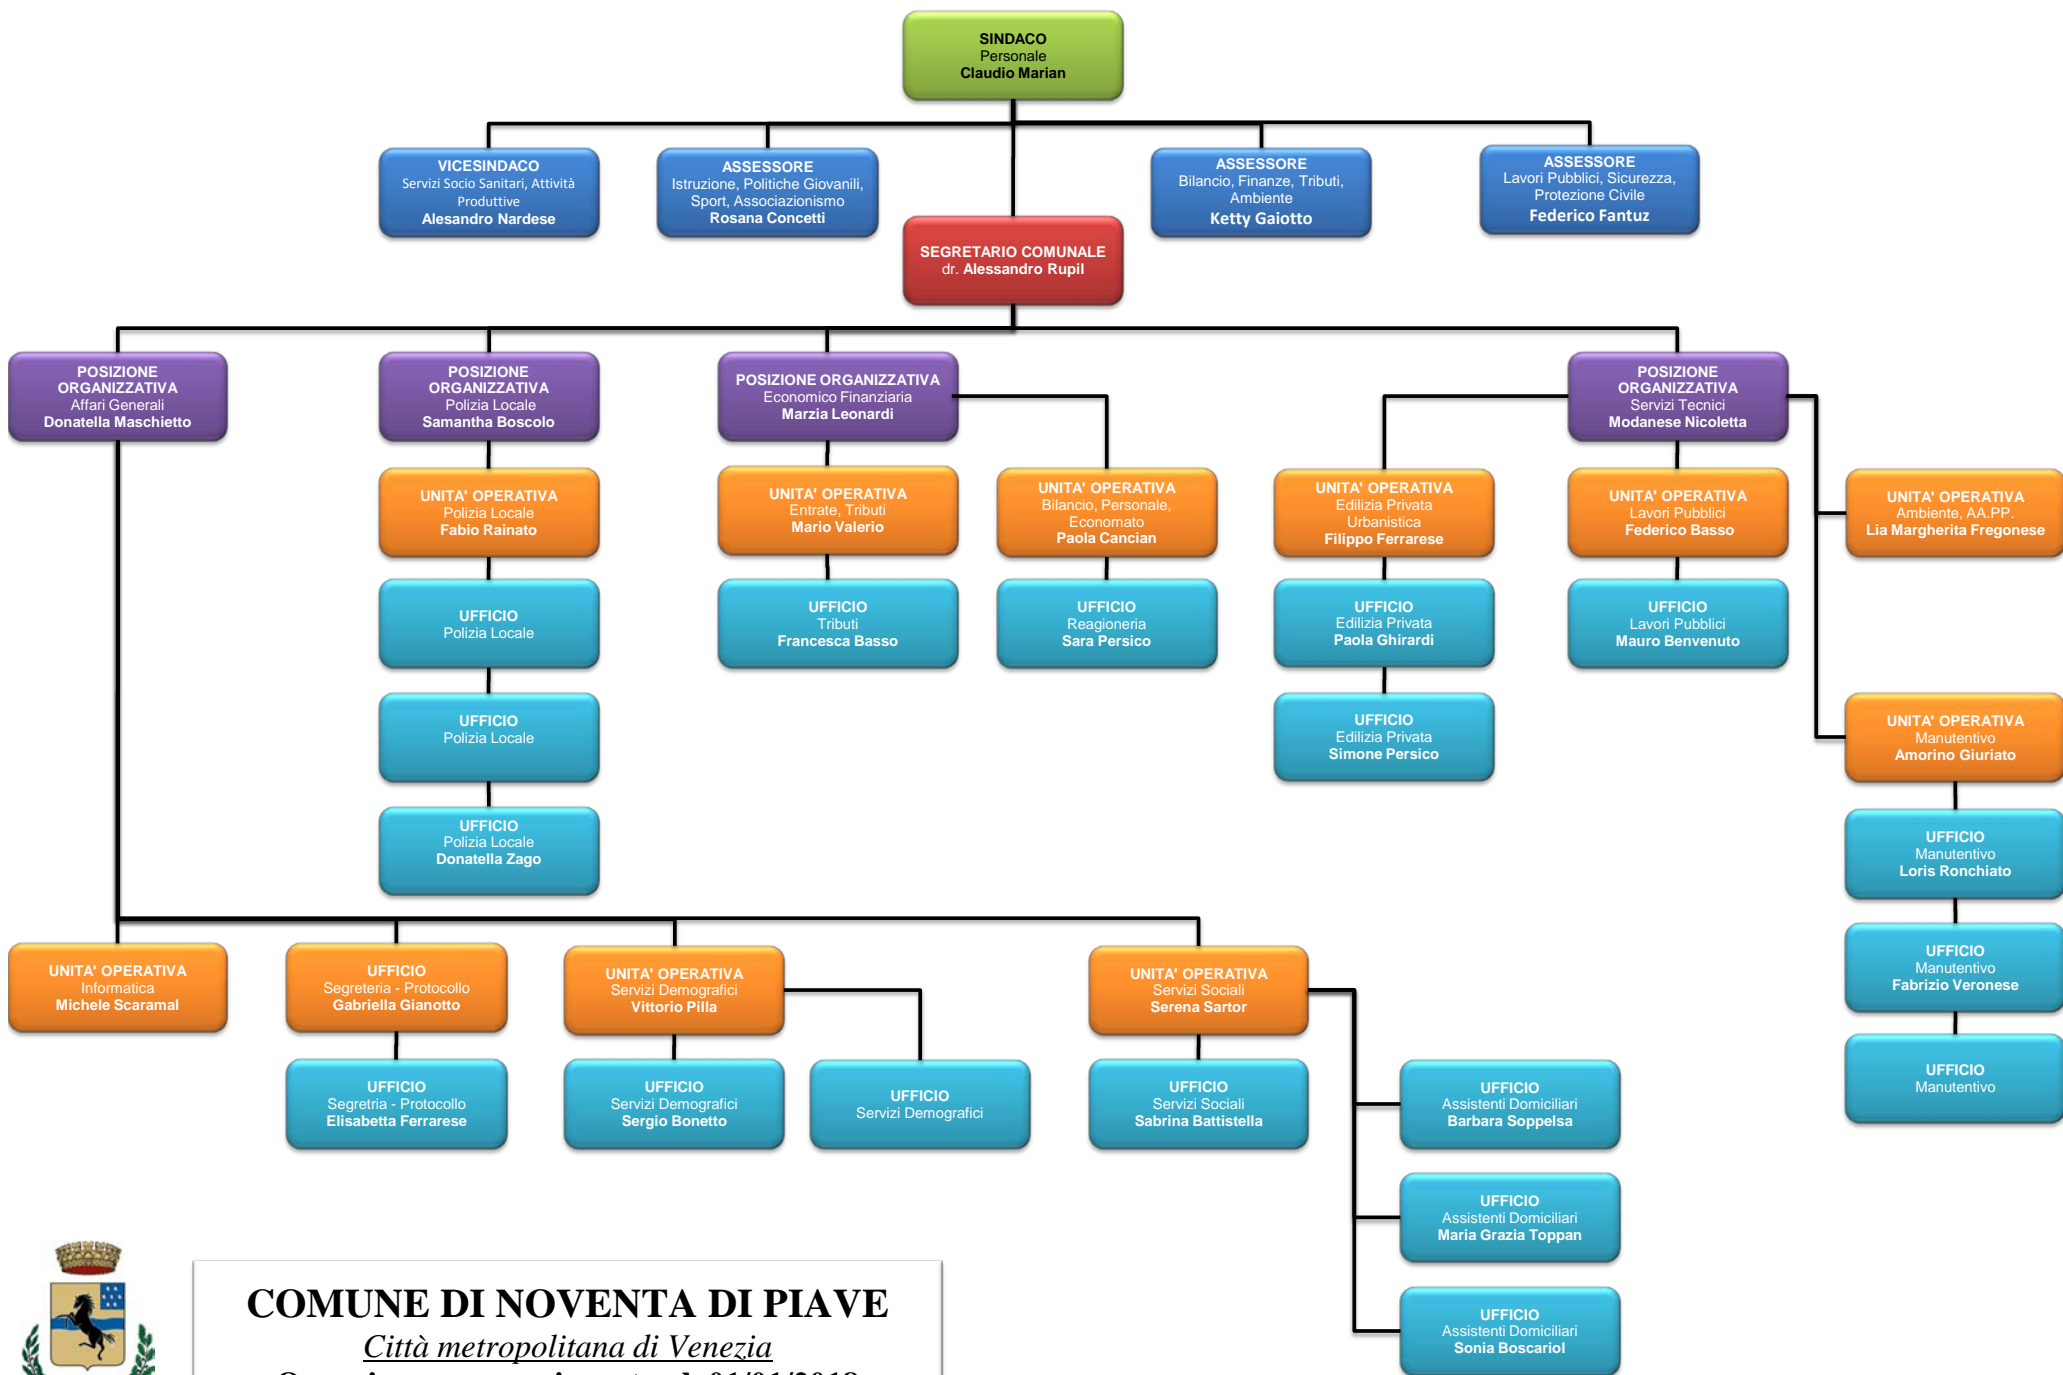 SINDACO
Personale
Claudio Marian
VICESINDACO
Servizi Socio Sanitari, Attività
Produttive
Alesandro Nardese
ASSESSORE
Istruzione, Politiche Giovanili,
Sport, Associazionismo
Rosana Concetti
ASSESSORE
Bilancio, Finanze, Tributi,
Ambiente
Ketty Gaiotto
ASSESSORE
Lavori Pubblici, Sicurezza,
Protezione Civile
Federico Fantuz
SEGRETARIO COMUNALE
dr. Alessandro Rupil
POSIZIONE
ORGANIZZATIVA
Affari Generali
Donatella Maschietto
POSIZIONE
ORGANIZZATIVA
Polizia Locale
Samantha Boscolo
POSIZIONE ORGANIZZATIVA
Economico Finanziaria
Marzia Leonardi
POSIZIONE
ORGANIZZATIVA
Servizi Tecnici
Modanese Nicoletta
UNITA' OPERATIVA
Polizia Locale
Fabio Rainato
UNITA' OPERATIVA
Entrate, Tributi
Mario Valerio
UNITA' OPERATIVA
Bilancio, Personale,
Economato
Paola Cancian
UNITA' OPERATIVA
Edilizia Privata
Urbanistica
Filippo Ferrarese
UNITA' OPERATIVA
Lavori Pubblici
Federico Basso
UNITA' OPERATIVA
Ambiente, AA.PP.
Lia Margherita Fregonese
UFFICIO
Polizia Locale
UFFICIO
Tributi
Francesca Basso
UFFICIO
Reagioneria
Sara Persico
UFFICIO
Edilizia Privata
Paola Ghirardi
UFFICIO
Lavori Pubblici
Mauro Benvenuto
UFFICIO
Polizia Locale
UFFICIO
Edilizia Privata
Simone Persico
UNITA' OPERATIVA
Manutentivo
Amorino Giuriato
UFFICIO
Polizia Locale
Donatella Zago
UFFICIO
Manutentivo
Loris Ronchiato
UNITA' OPERATIVA
Informatica
Michele Scaramal
UFFICIO
Segreteria - Protocollo
Gabriella Gianotto
UNITA' OPERATIVA
Servizi Demografici
Vittorio Pilla
UNITA' OPERATIVA
Servizi Sociali
Serena Sartor
UFFICIO
Manutentivo
Fabrizio Veronese
UFFICIO
Segretria - Protocollo
Elisabetta Ferrarese
UFFICIO
Servizi Demografici
Sergio Bonetto
UFFICIO
Servizi Demografici
UFFICIO
Servizi Sociali
Sabrina Battistella
UFFICIO
Assistenti Domiciliari
Barbara Soppelsa
UFFICIO
Manutentivo
UFFICIO
Assistenti Domiciliari
Maria Grazia Toppan
UFFICIO
Assistenti Domiciliari
Sonia Boscariol
COMUNE DI NOVENTA DI PIAVE
Città metropolitana di Venezia
01/01/2018